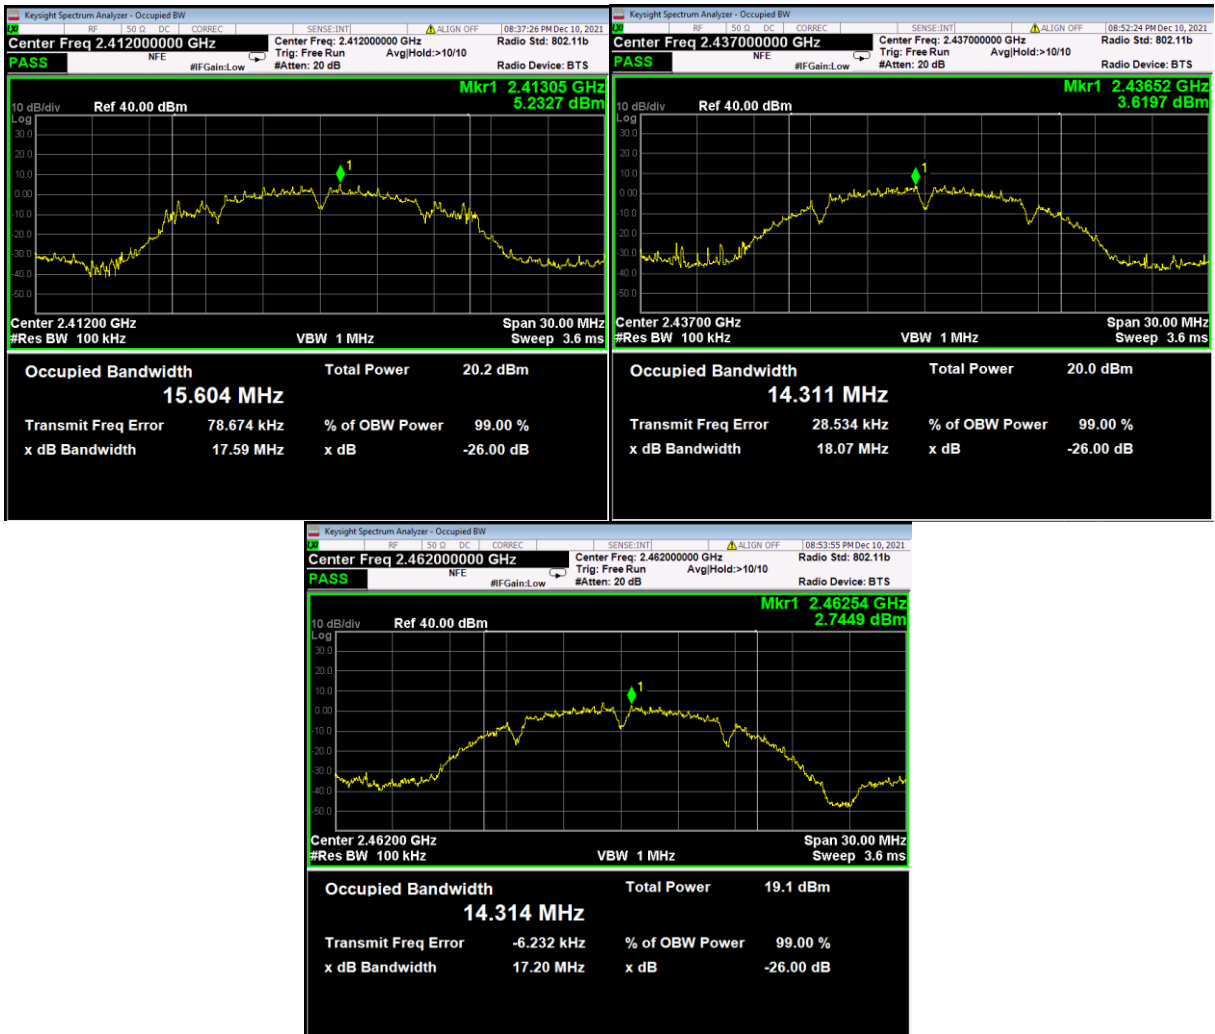 Keysight Spectrum Analyzer - Occupied BW
RF 50 Ω DC CORREC SENSE:INT ALIGN OFF 08:37:26 PM Dec 10, 2021
Center Freq 2.412000000 GHz Center Freq: 2.412000000 GHz Radio Std: 802.11b
NFE Trig: Free Run Avg|Hold:>10/10
PASS #IFGain:Low #Atten: 20 dB Radio Device: BTS
Mkr1 2.41305 GHz
5.2327 dBm
10 dB/div Ref 40.00 dBm
Log
30.0
20.0
10.0
0.00
-10.0
-20.0
-30.0
-40.0
-50.0
1
Center 2.41200 GHz Span 30.00 MHz
#Res BW 100 kHz VBW 1 MHz Sweep 3.6 ms
Occupied Bandwidth Total Power 20.2 dBm
15.604 MHz
Transmit Freq Error 78.674 kHz % of OBW Power 99.00 %
x dB Bandwidth 17.59 MHz x dB -26.00 dB
Keysight Spectrum Analyzer - Occupied BW
RF 50 Ω DC CORREC SENSE:INT ALIGN OFF 08:52:24 PM Dec 10, 2021
Center Freq 2.437000000 GHz Center Freq: 2.437000000 GHz Radio Std: 802.11b
NFE Trig: Free Run Avg|Hold:>10/10
PASS #IFGain:Low #Atten: 20 dB Radio Device: BTS
Mkr1 2.43652 GHz
3.6197 dBm
10 dB/div Ref 40.00 dBm
Log
30.0
20.0
10.0
0.00
-10.0
-20.0
-30.0
-40.0
-50.0
1
Center 2.43700 GHz Span 30.00 MHz
#Res BW 100 kHz VBW 1 MHz Sweep 3.6 ms
Occupied Bandwidth Total Power 20.0 dBm
14.311 MHz
Transmit Freq Error 28.534 kHz % of OBW Power 99.00 %
x dB Bandwidth 18.07 MHz x dB -26.00 dB
Keysight Spectrum Analyzer - Occupied BW
RF 50 Ω DC CORREC SENSE:INT ALIGN OFF 08:53:55 PM Dec 10, 2021
Center Freq 2.462000000 GHz Center Freq: 2.462000000 GHz Radio Std: 802.11b
NFE Trig: Free Run Avg|Hold:>10/10
PASS #IFGain:Low #Atten: 20 dB Radio Device: BTS
Mkr1 2.46254 GHz
2.7449 dBm
10 dB/div Ref 40.00 dBm
Log
30.0
20.0
10.0
0.00
-10.0
-20.0
-30.0
-40.0
-50.0
1
Center 2.46200 GHz Span 30.00 MHz
#Res BW 100 kHz VBW 1 MHz Sweep 3.6 ms
Occupied Bandwidth Total Power 19.1 dBm
14.314 MHz
Transmit Freq Error -6.232 kHz % of OBW Power 99.00 %
x dB Bandwidth 17.20 MHz x dB -26.00 dB